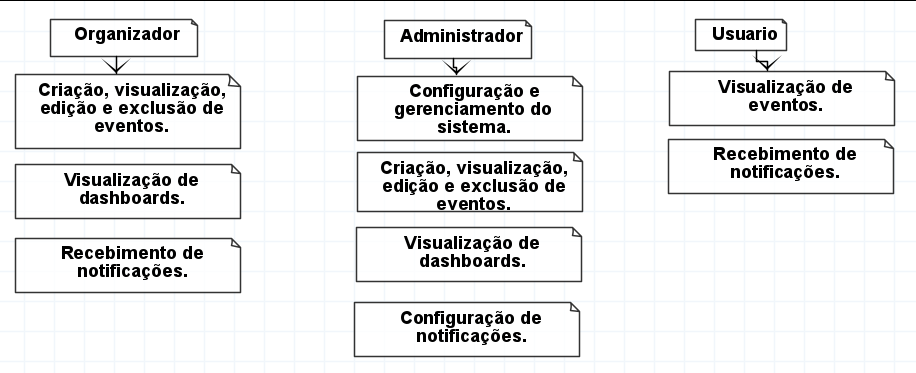 Organizador
Criação, visualização,
edição e exclusão de
eventos.
Visualização de
dashboards.
Recebimento de
notificações.
Administrador
Configuração e
gerenciamento do
sistema.
Criação, visualização,
edição e exclusão de
eventos.
Visualização de
dashboards.
Configuração de
notificações.
Usuario
Visualização de
eventos.
Recebimento de
notificações.